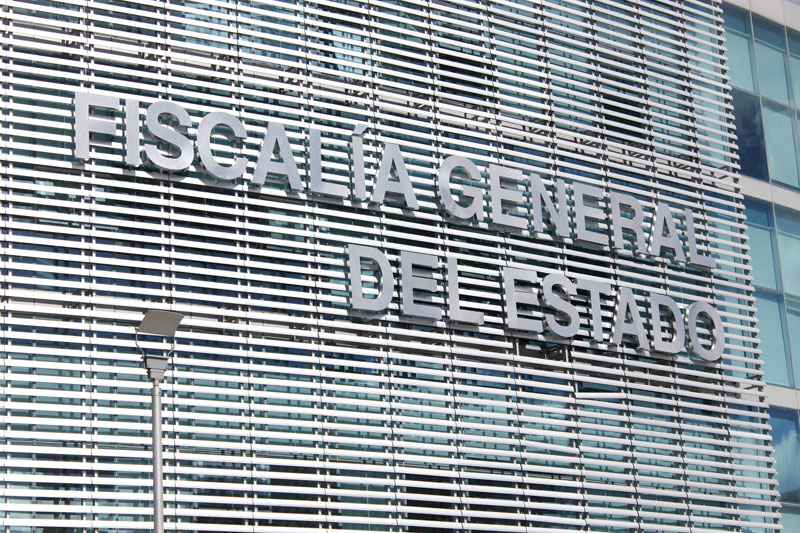 FISCALÍA GENERAL
DEL ESTADO